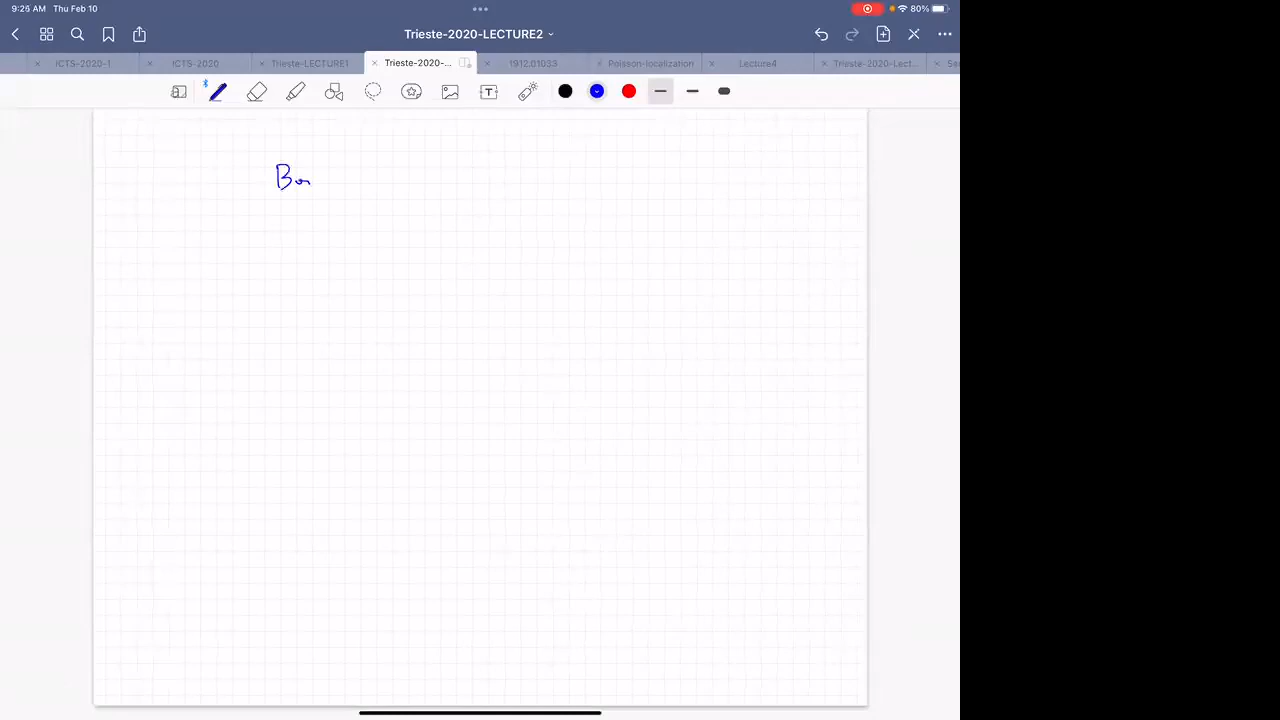 9:25 AM Thu Feb 10
80%
Trieste-2020-LECTURE2
ICTS-2020-1
ICTS-2020
Trieste-LECTURE1
Trieste-2020-...
1912.01033
Poisson-localization
Lecture4
Trieste-2020-Lect...
T